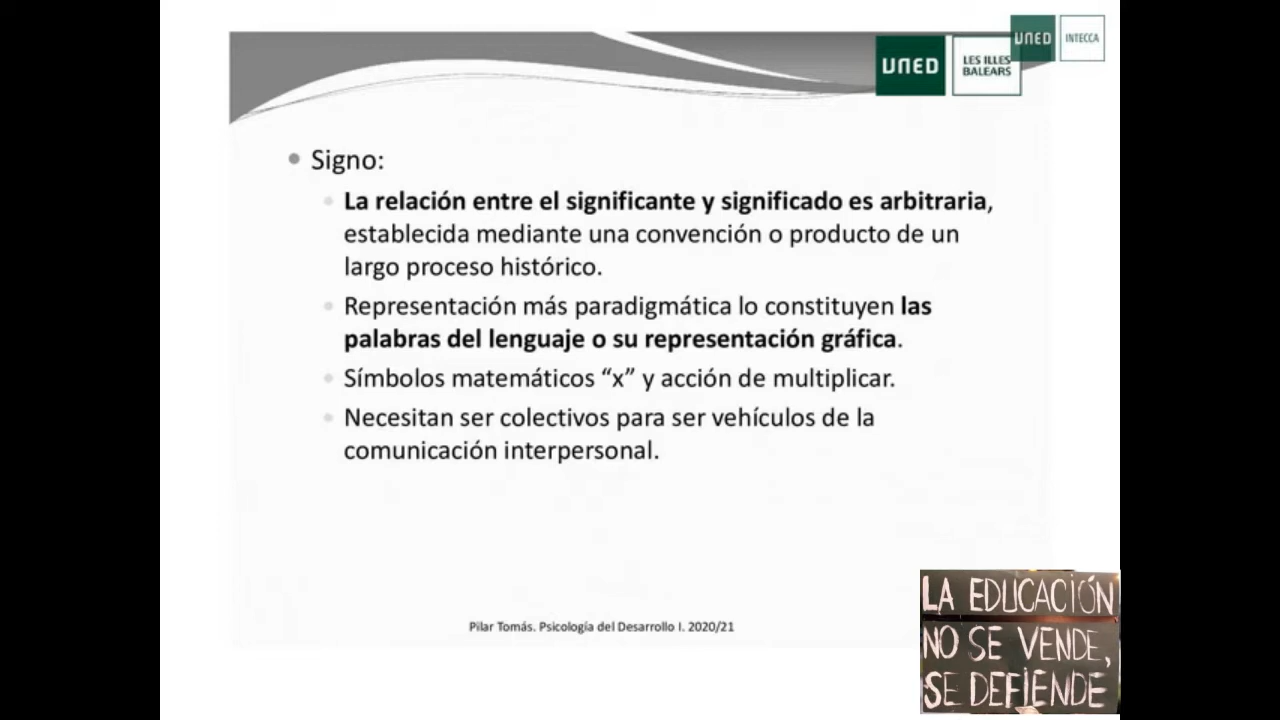 UNED
INTECCA
UNED
LES ILLES
BALEARS
Signo:
La relación entre el significante y significado es arbitraria,
establecida mediante una convención o producto de un
largo proceso histórico.
Representación más paradigmática lo constituyen las
palabras del lenguaje o su representación gráfica.
Símbolos matemáticos “x” y acción de multiplicar.
Necesitan ser colectivos para ser vehículos de la
comunicación interpersonal.
Pilar Tomás. Psicología del Desarrollo I. 2020/21
LA EDUCACIÓN
NO SE VENDE,
SE DEFIENDE